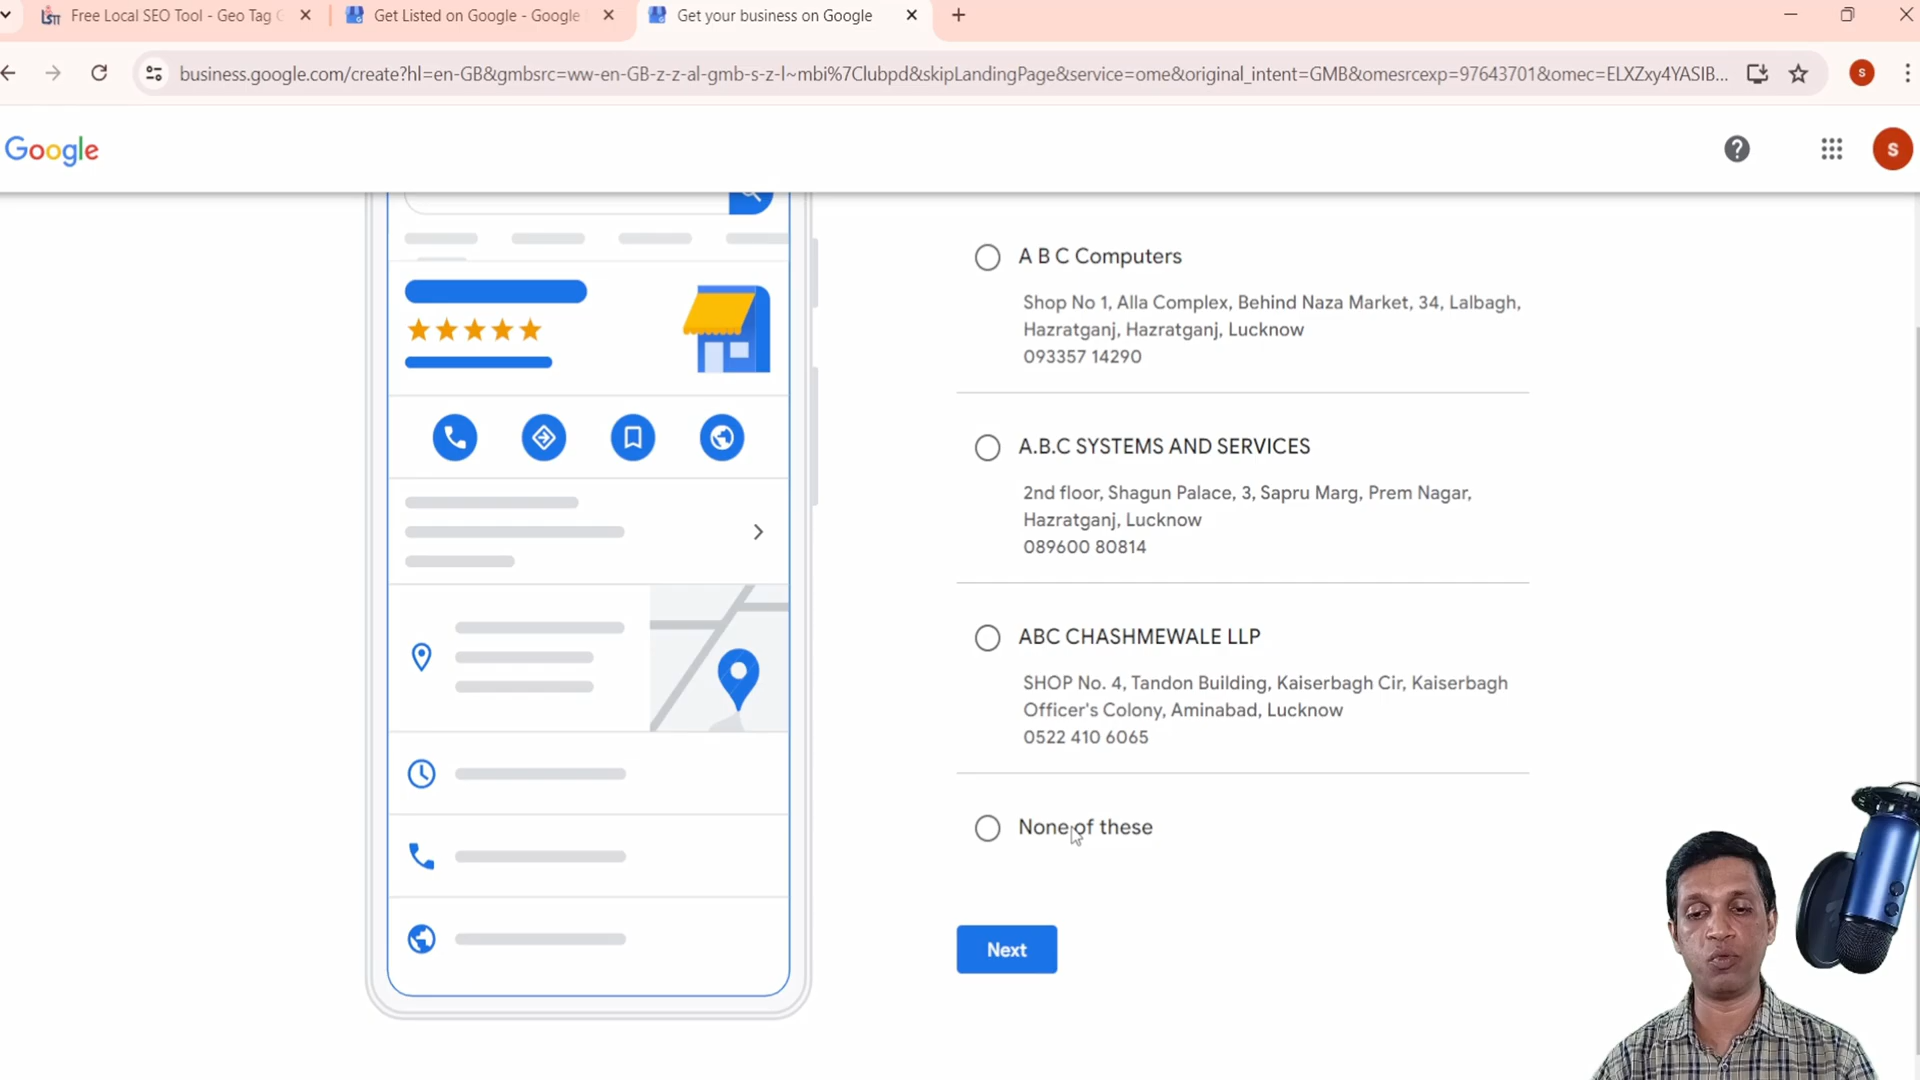 Free Local SEO Tool - Geo Tag
Get Listed on Google - Google
Get your business on Google
business.google.com/create?hl=en-GB&gmbsrc=ww-en-GB-z-z-al-gmb-s-z-l~mbi%7Clubpd&skipLandingPage&service=ome&original_intent=GMB&omesrcexp=97643701&omec=ELXZxy4YASIB...
s
Google
s
A B C Computers
Shop No 1, Alla Complex, Behind Naza Market, 34, Lalbagh,
Hazratganj, Hazratganj, Lucknow
093357 14290
A.B.C SYSTEMS AND SERVICES
2nd floor, Shagun Palace, 3, Sapru Marg, Prem Nagar,
Hazratganj, Lucknow
089600 80814
ABC CHASHMEWALE LLP
SHOP No. 4, Tandon Building, Kaiserbagh Cir, Kaiserbagh
Officer's Colony, Aminabad, Lucknow
0522 410 6065
None of these
Next